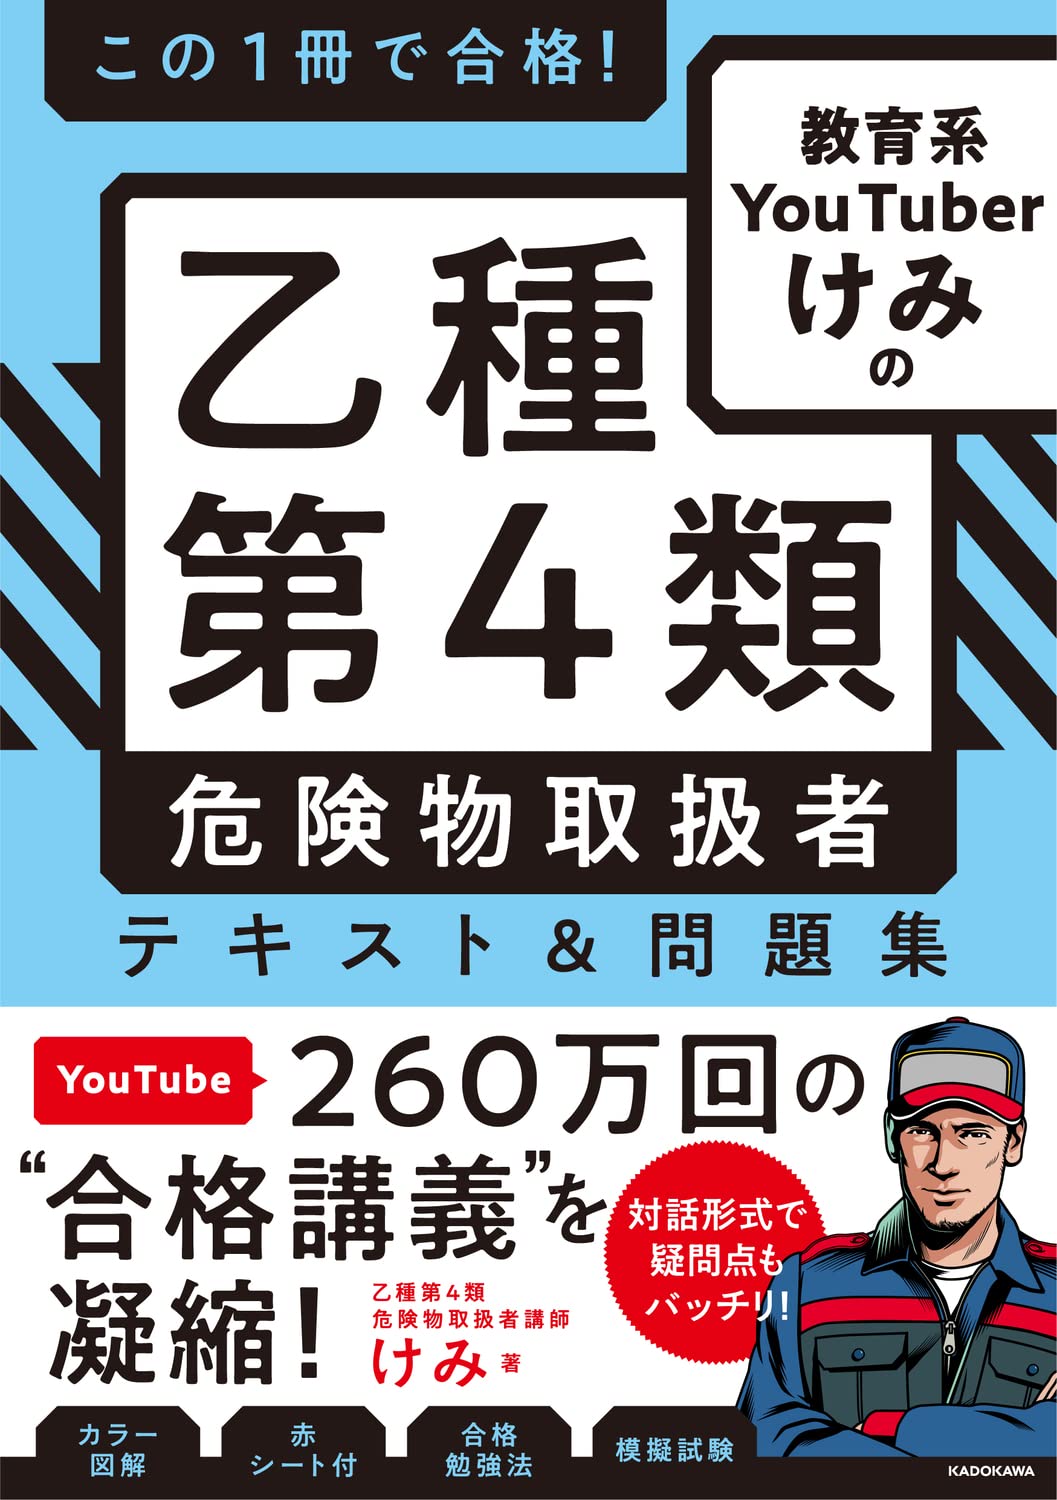 この1冊で合格!
教育系
YouTuber
けみの
乙種
第4類
危険物取扱者
テキスト&問題集
YouTube
260万回の
“合格講義”を
凝縮!
乙種第4類
危険物取扱者講師
けみ 著
対話形式で
疑問点も
バッチリ!
カラー
図解
赤
シート付
合格
勉強法
模擬試験
KADOKAWA